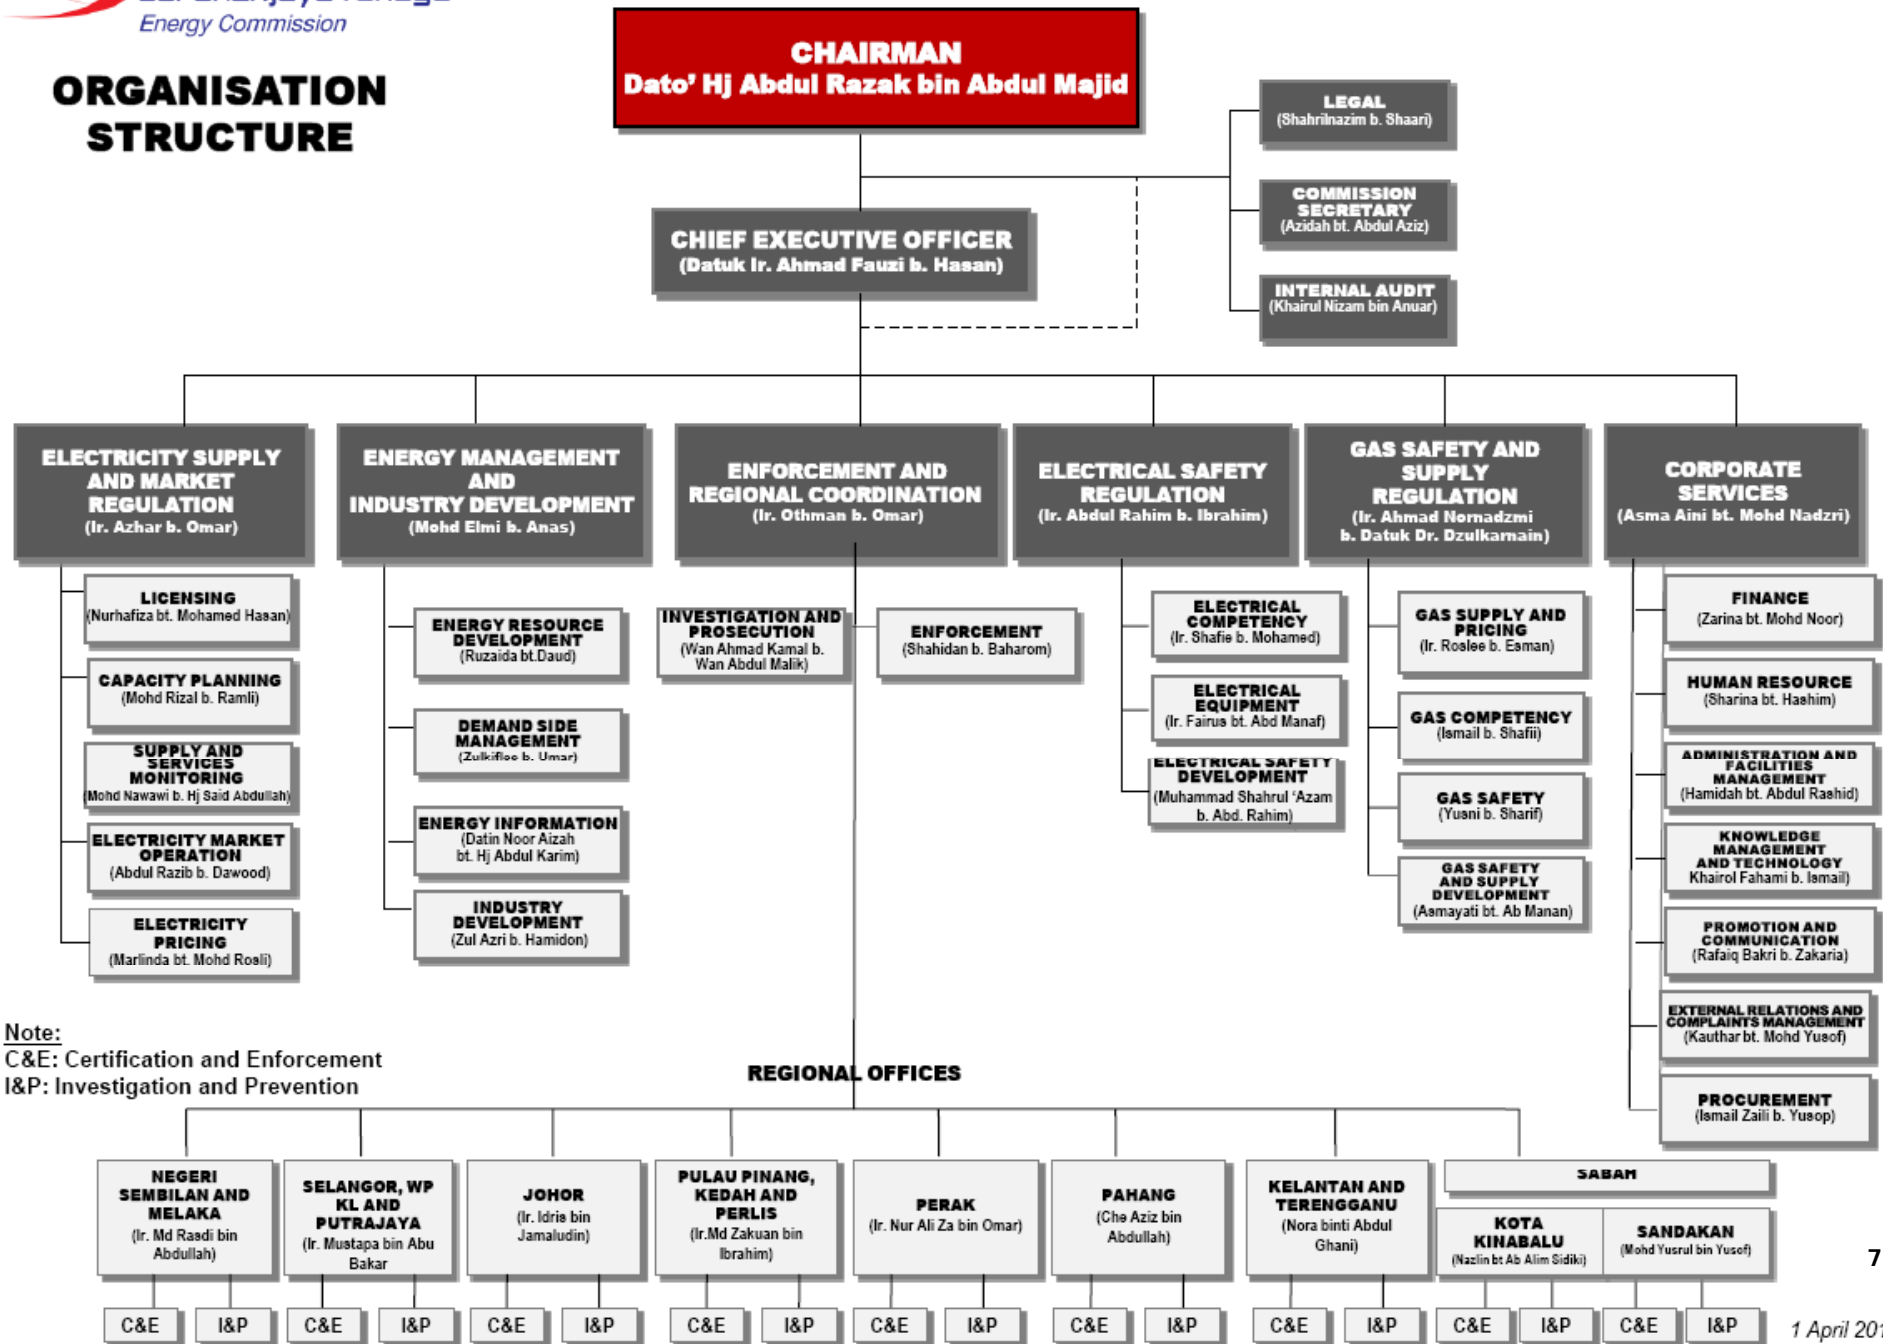 Energy Commission
ORGANISATION
STRUCTURE
CHAIRMAN
Dato' Hj Abdul Razak bin Abdul Majid
LEGAL
(Shahrilnazim b. Shaari)
COMMISSION
SECRETARY
(Azidah bt. Abdul Aziz)
INTERNAL AUDIT
(Khairul Nizam bin Anuar)
CHIEF EXECUTIVE OFFICER
(Datuk Ir. Ahmad Fauzi b. Hasan)
ELECTRICITY SUPPLY
AND MARKET
REGULATION
(Ir. Azhar b. Omar)
LICENSING
(Nurhafiza bt. Mohamed Hasan)
CAPACITY PLANNING
(Mohd Rizal b. Ramli)
SUPPLY AND
SERVICES
MONITORING
(Mohd Nawawi b. Hj Said Abdullah)
ELECTRICITY MARKET
OPERATION
(Abdul Razib b. Dawood)
ELECTRICITY
PRICING
(Marlinda bt. Mohd Rosli)
ENERGY MANAGEMENT
AND
INDUSTRY DEVELOPMENT
(Mohd Elmi b. Anas)
ENERGY RESOURCE
DEVELOPMENT
(Ruzaida bt.Daud)
DEMAND SIDE
MANAGEMENT
(Zulkiflee b. Umar)
ENERGY INFORMATION
(Datin Noor Aizah
bt. Hj Abdul Karim)
INDUSTRY
DEVELOPMENT
(Zul Azri b. Hamidon)
ENFORCEMENT AND
REGIONAL COORDINATION
(Ir. Othman b. Omar)
INVESTIGATION AND
PROSECUTION
(Wan Ahmad Kamal b.
Wan Abdul Malik)
ENFORCEMENT
(Shahidan b. Baharom)
ELECTRICAL SAFETY
REGULATION
(Ir. Abdul Rahim b. Ibrahim)
ELECTRICAL
COMPETENCY
(Ir. Shafie b. Mohamed)
ELECTRICAL
EQUIPMENT
(Ir. Fairus bt. Abd Manaf)
ELECTRICAL SAFETY
DEVELOPMENT
(Muhammad Shahrul 'Azam
b. Abd. Rahim)
GAS SAFETY AND
SUPPLY
REGULATION
(Ir. Ahmad Nornadzmi
b. Datuk Dr. Dzulkarnain)
GAS SUPPLY AND
PRICING
(Ir. Roslee b. Esman)
GAS COMPETENCY
(Ismail b. Shafii)
GAS SAFETY
(Yusni b. Sharif)
GAS SAFETY
AND SUPPLY
DEVELOPMENT
(Asmayati bt. Ab Manan)
CORPORATE
SERVICES
(Asma Aini bt. Mohd Nadzri)
FINANCE
(Zarina bt. Mohd Noor)
HUMAN RESOURCE
(Sharina bt. Hashim)
ADMINISTRATION AND
FACILITIES
MANAGEMENT
(Hamidah bt. Abdul Rashid)
KNOWLEDGE
MANAGEMENT
AND TECHNOLOGY
Khairol Fahami b. Ismail)
PROMOTION AND
COMMUNICATION
(Rafaiq Bakri b. Zakaria)
EXTERNAL RELATIONS AND
COMPLAINTS MANAGEMENT
(Kauthar bt. Mohd Yusof)
PROCUREMENT
(Ismail Zaili b. Yusop)
Note:
C&E: Certification and Enforcement
I&P: Investigation and Prevention
REGIONAL OFFICES
NEGERI
SEMBILAN AND
MELAKA
(Ir. Md Rasdi bin
Abdullah)
C&E I&P
SELANGOR, WP
KL AND
PUTRAJAYA
(Ir. Mustapa bin Abu
Bakar
C&E I&P
JOHOR
(Ir. Idris bin
Jamaludin)
C&E I&P
PULAU PINANG,
KEDAH AND
PERLIS
(Ir.Md Zakuan bin
Ibrahim)
C&E I&P
PERAK
(Ir. Nur Ali Za bin Omar)
C&E I&P
PAHANG
(Che Aziz bin
Abdullah)
C&E I&P
KELANTAN AND
TERENGGANU
(Nora binti Abdul
Ghani)
C&E I&P
SABAH
KOTA
KINABALU
(Nazlin bt Ab Alim Sidiki)
C&E I&P
SANDAKAN
(Mohd Yusrul bin Yusof)
C&E I&P
7
1 April 201